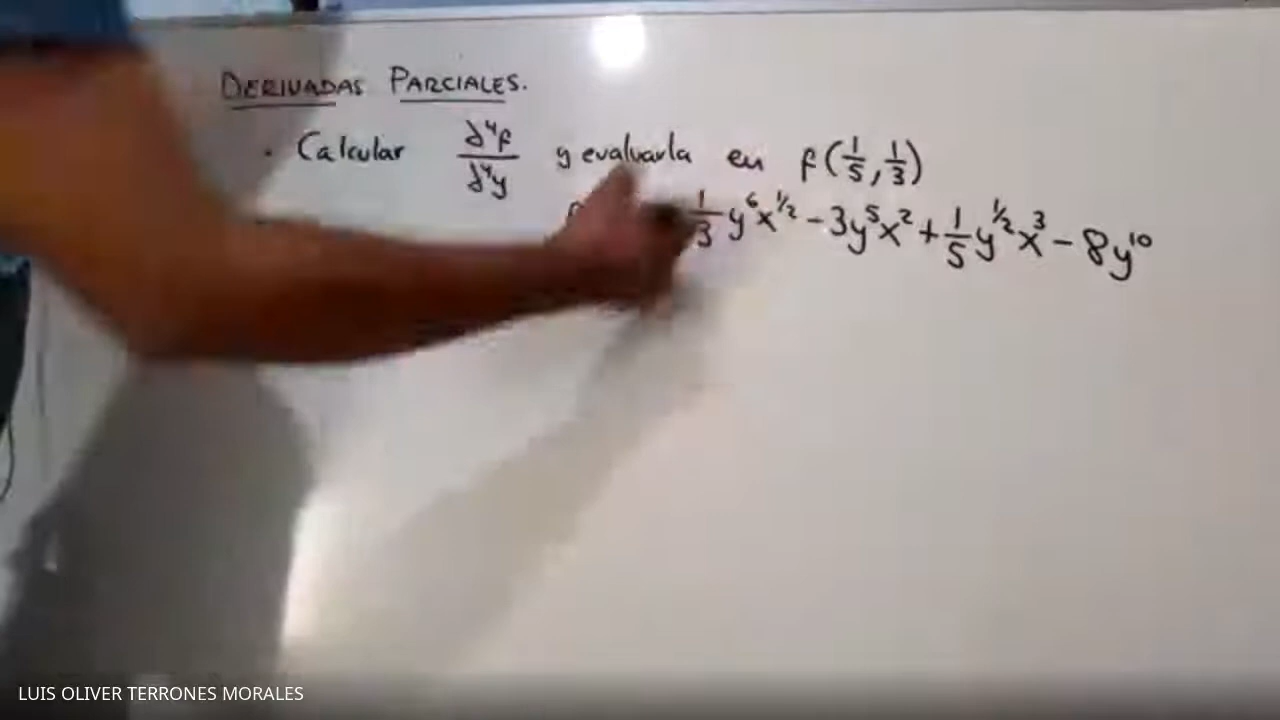 DERIVADAS PARCIALES.
· Calcular ∂⁴f/∂⁴y y evaluarla en f(1/5, 1/3)
1/3 y⁶x^1/2 - 3y⁵x² + 1/5 y^1/2 x³ - 8y¹⁰
LUIS OLIVER TERRONES MORALES